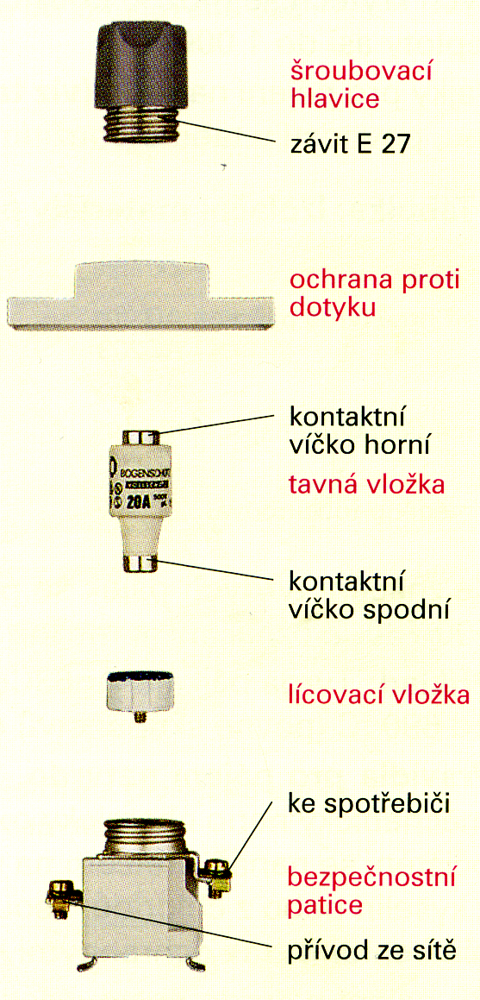 šroubovací
hlavice
závit E 27
ochrana proti
dotyku
kontaktní
víčko horní
tavná vložka
BOGENSCHÜT
20A
kontaktní
víčko spodní
lícovací vložka
ke spotřebiči
bezpečnostní
patice
přívod ze sítě